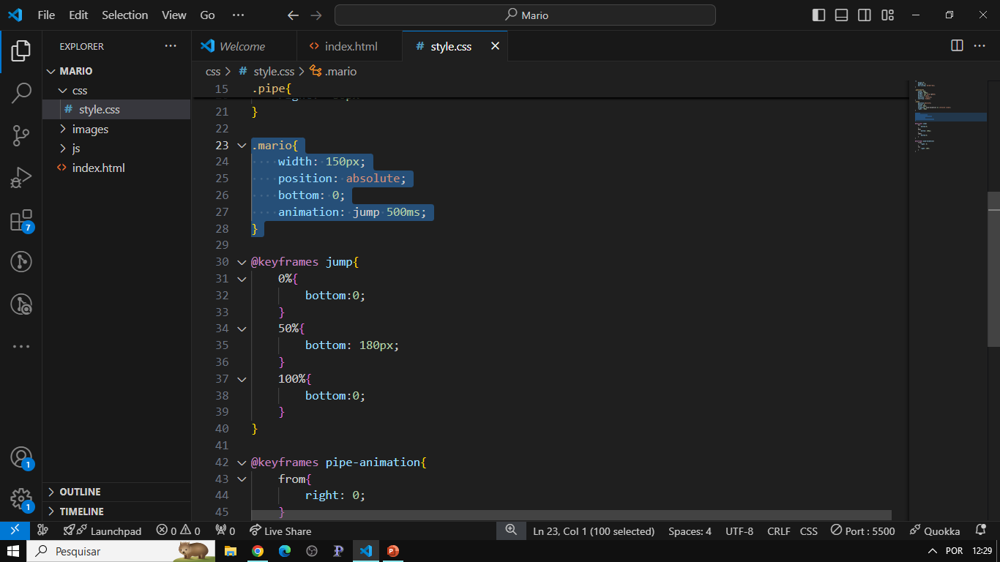 File Edit Selection View Go ··· Mario
EXPLORER ···
Welcome
index.html
# style.css
css > # style.css > .mario
MARIO
css
# style.css
images
js
index.html
15 .pipe{
21 }
22
23 .mario{
24 width: 150px;
25 position: absolute;
26 bottom: 0;
27 animation: jump 500ms;
28 }
29
30 @keyframes jump{
31 0%{
32 bottom:0;
33 }
34 50%{
35 bottom: 180px;
36 }
37 100%{
38 bottom:0;
39 }
40 }
41
42 @keyframes pipe-animation{
43 from{
44 right: 0;
45 }
7
1
1
OUTLINE
TIMELINE
Launchpad 0 0 0 Live Share Ln 23, Col 1 (100 selected) Spaces: 4 UTF-8 CRLF CSS Port : 5500 Quokka
Pesquisar POR 12:29